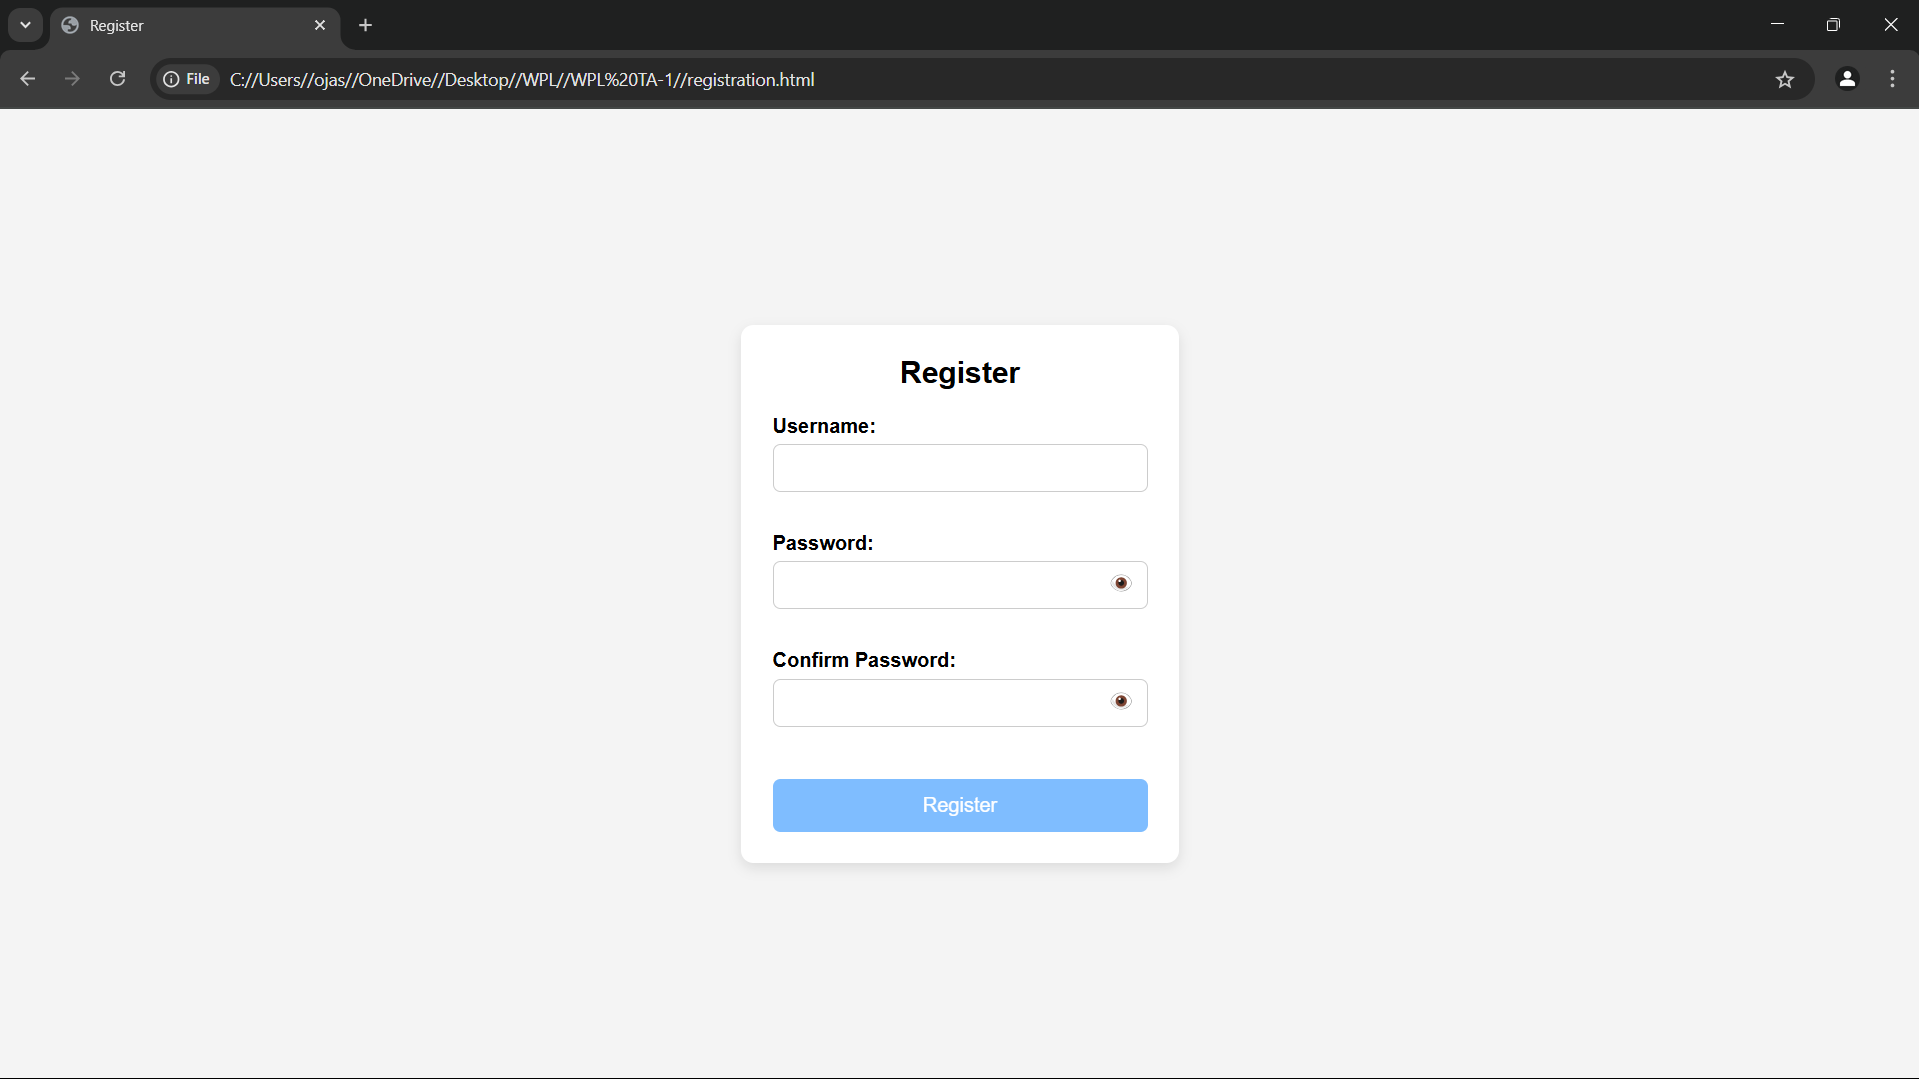 Register
File C://Users//ojas//OneDrive//Desktop//WPL//WPL%20TA-1//registration.html
Register
Username:
Password:
Confirm Password:
Register